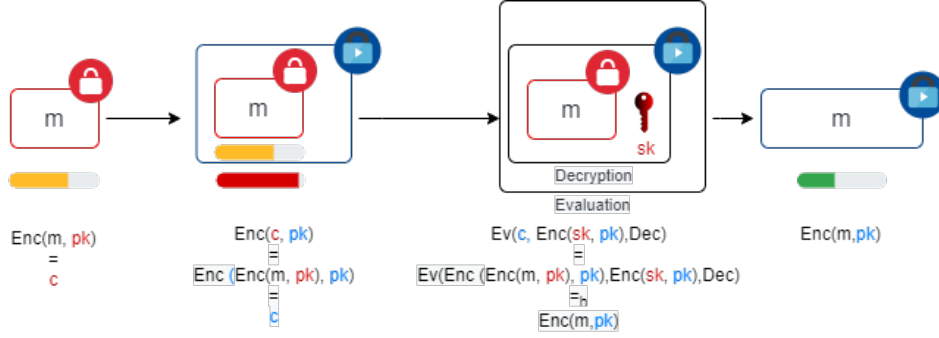 m
m
m
sk
Decryption
Evaluation
m
Enc(m, pk)
=
c
Enc(c, pk)
=
Enc (Enc(m, pk), pk)
=
c
Ev(c, Enc(sk, pk),Dec)
=
Ev(Enc (Enc(m, pk), pk),Enc(sk, pk),Dec)
=h
Enc(m,pk)
Enc(m,pk)